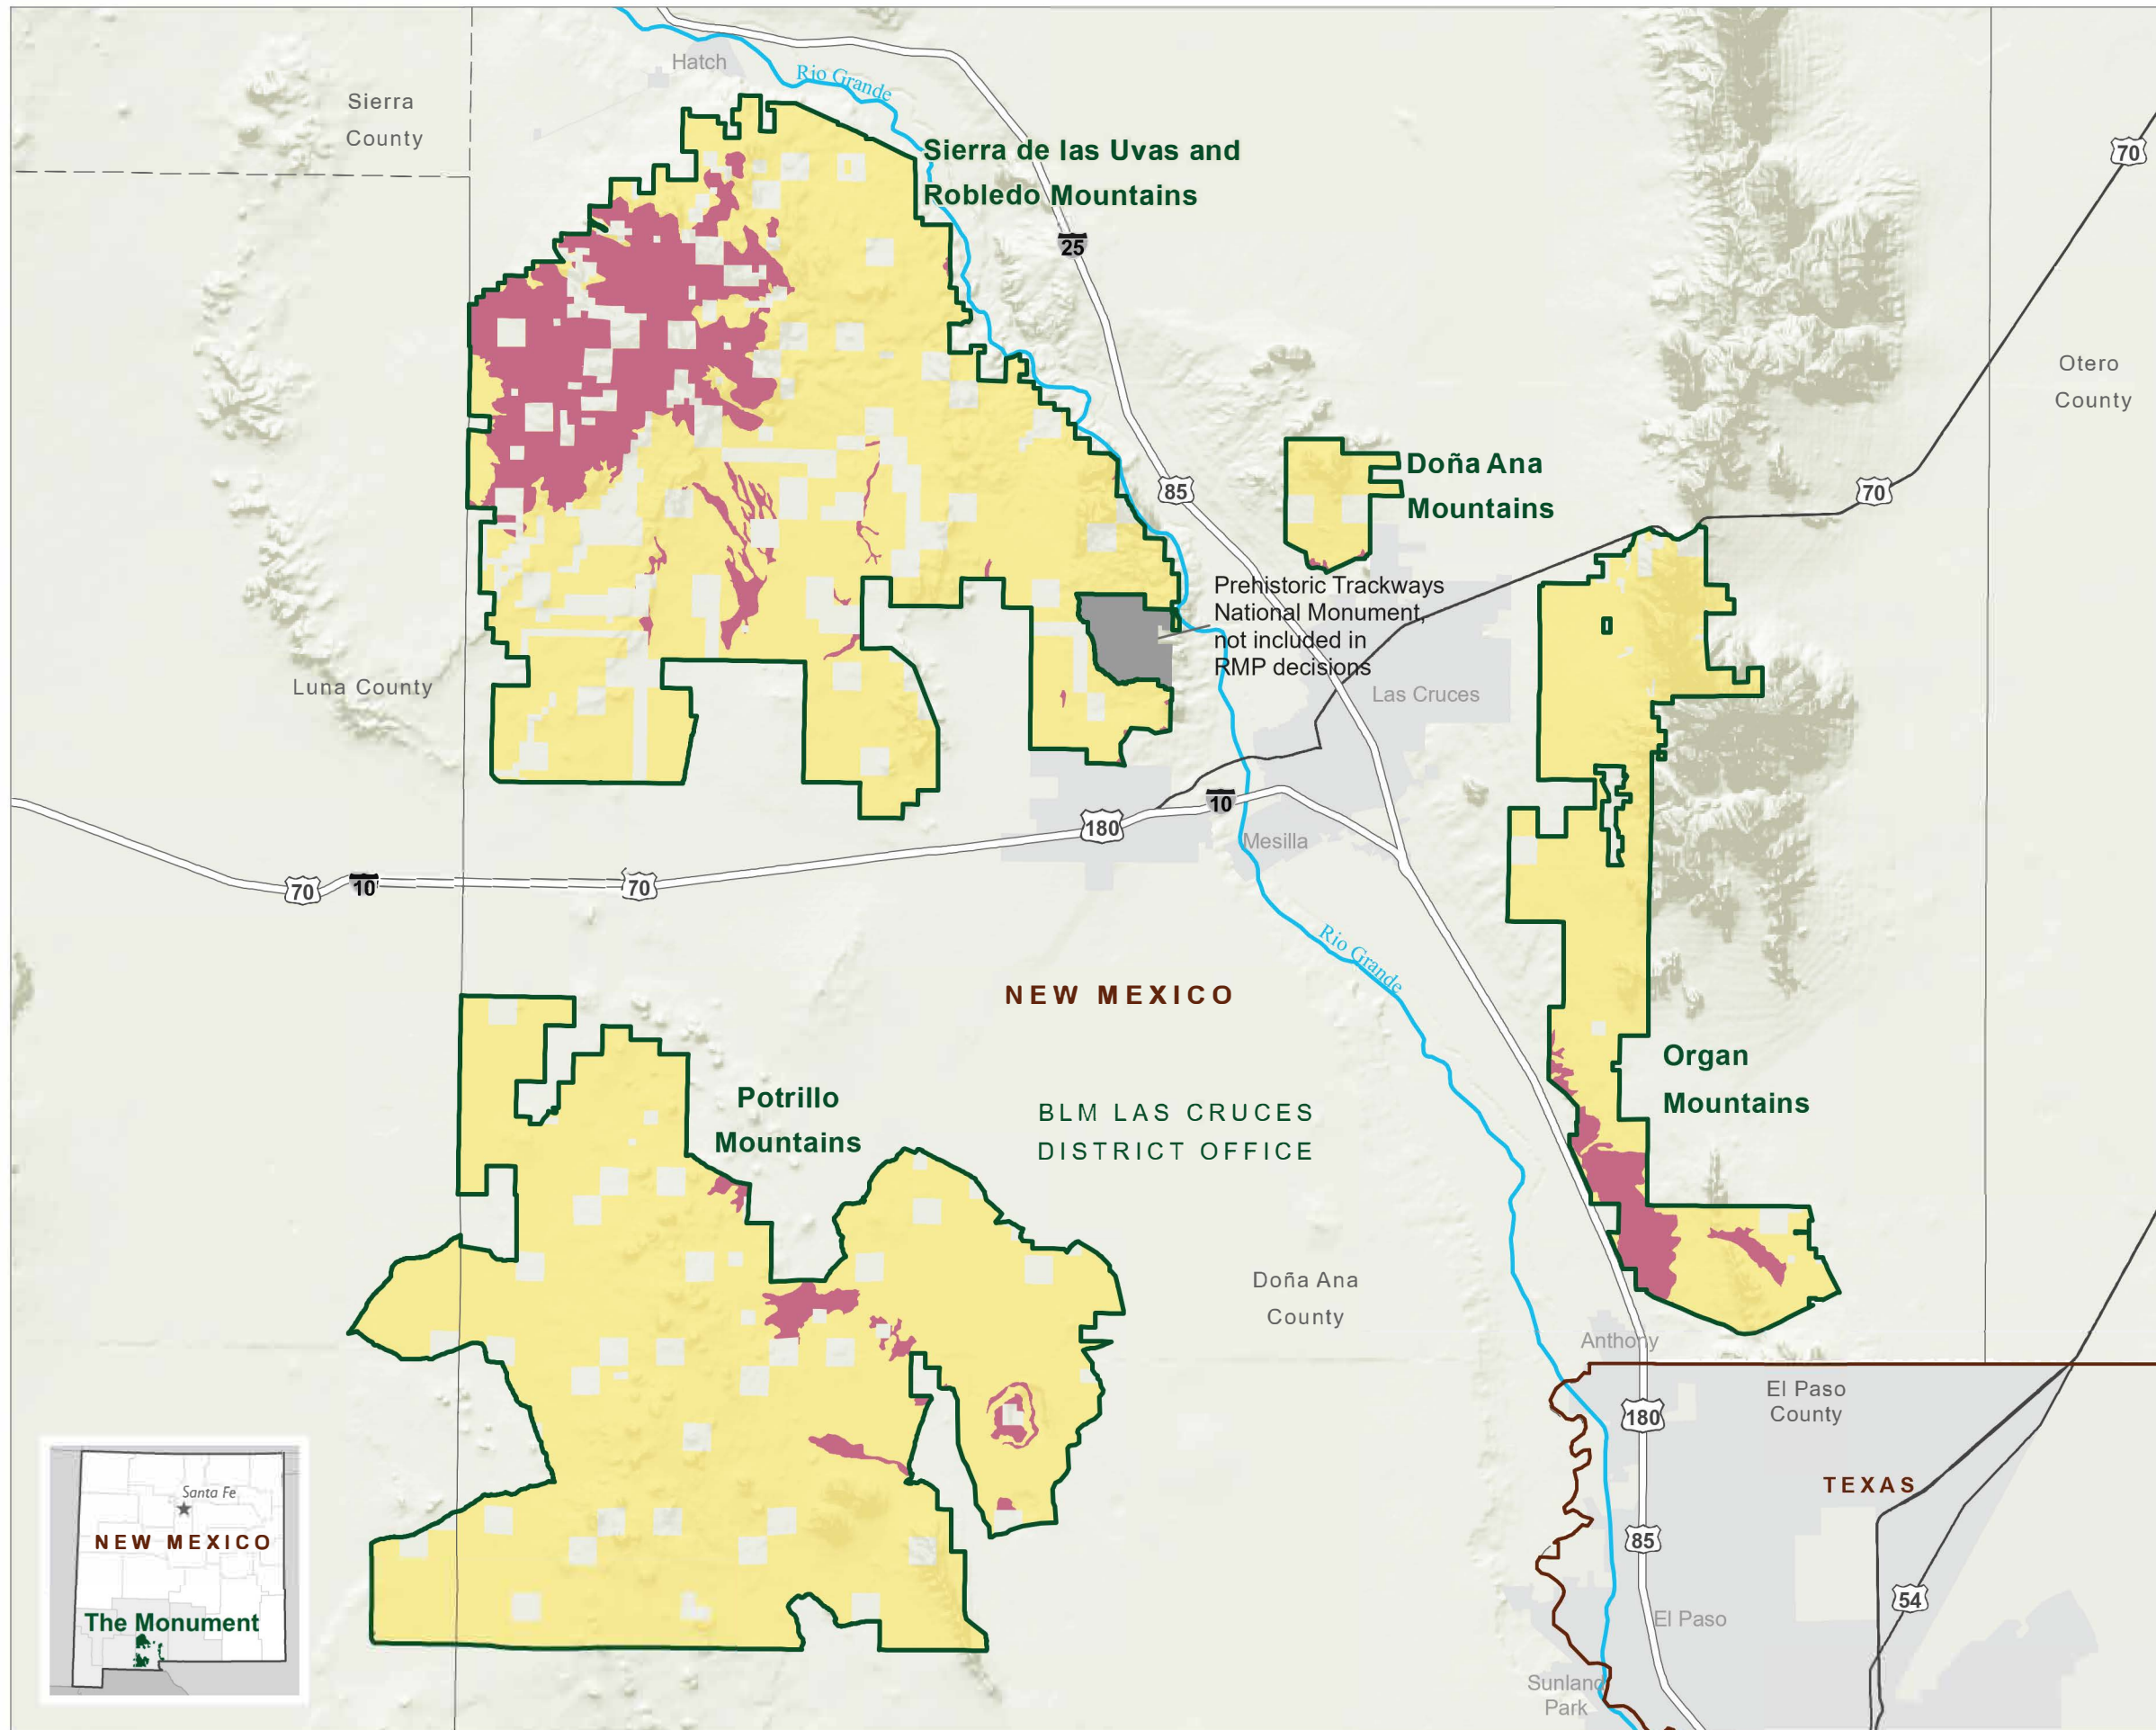 Hatch
Rio Grande
Sierra
County
Sierra de las Uvas and
Robledo Mountains
70
25
Otero
County
Doña Ana
Mountains
85
70
Prehistoric Trackways
National Monument,
not included in
RMP decisions
Luna County
Las Cruces
10
180
Mesilla
70
10
70
Rio Grande
NEW MEXICO
Organ
Mountains
Potrillo
Mountains
BLM LAS CRUCES
DISTRICT OFFICE
Doña Ana
County
Anthony
El Paso
County
180
TEXAS
Santa Fe
NEW MEXICO
85
54
The Monument
El Paso
Sunland
Park